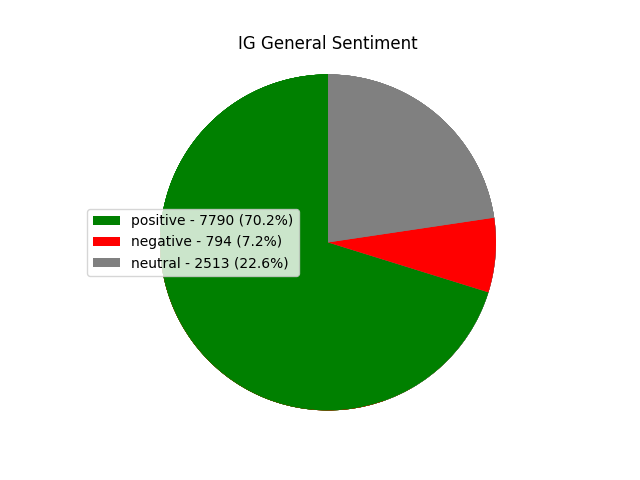 IG General Sentiment
positive - 7790 (70.2%)
negative - 794 (7.2%)
neutral - 2513 (22.6%)